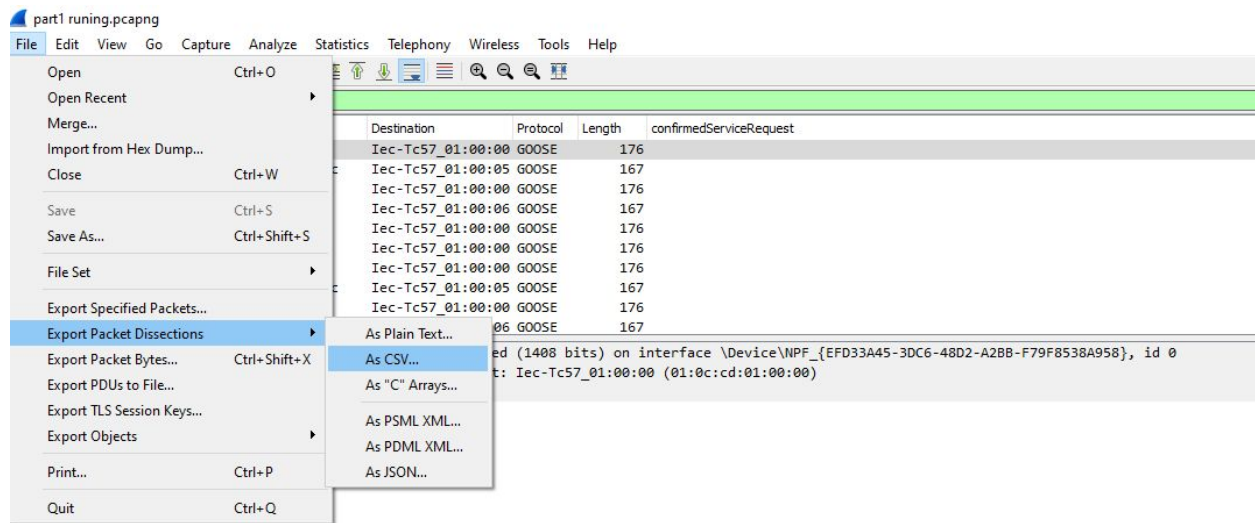 part1 runing.pcapng
File Edit View Go Capture Analyze Statistics Telephony Wireless Tools Help
Open Ctrl+O
Open Recent
Merge...
Import from Hex Dump...
Close Ctrl+W
Save Ctrl+S
Save As... Ctrl+Shift+S
File Set
Export Specified Packets...
Export Packet Dissections
Export Packet Bytes... Ctrl+Shift+X
Export PDUs to File...
Export TLS Session Keys...
Export Objects
Print... Ctrl+P
Quit Ctrl+Q
As Plain Text...
As CSV...
As "C" Arrays...
As PSML XML...
As PDML XML...
As JSON...
Destination Protocol Length confirmedServiceRequest
Iec-Tc57_01:00:00 GOOSE 176
Iec-Tc57_01:00:05 GOOSE 167
Iec-Tc57_01:00:00 GOOSE 176
Iec-Tc57_01:00:06 GOOSE 167
Iec-Tc57_01:00:00 GOOSE 176
Iec-Tc57_01:00:00 GOOSE 176
Iec-Tc57_01:00:00 GOOSE 176
Iec-Tc57_01:00:05 GOOSE 167
Iec-Tc57_01:00:00 GOOSE 176
06 GOOSE 167
ed (1408 bits) on interface \Device\NPF_{EFD33A45-3DC6-48D2-A2BB-F79F8538A958}, id 0
t: Iec-Tc57_01:00:00 (01:0c:cd:01:00:00)